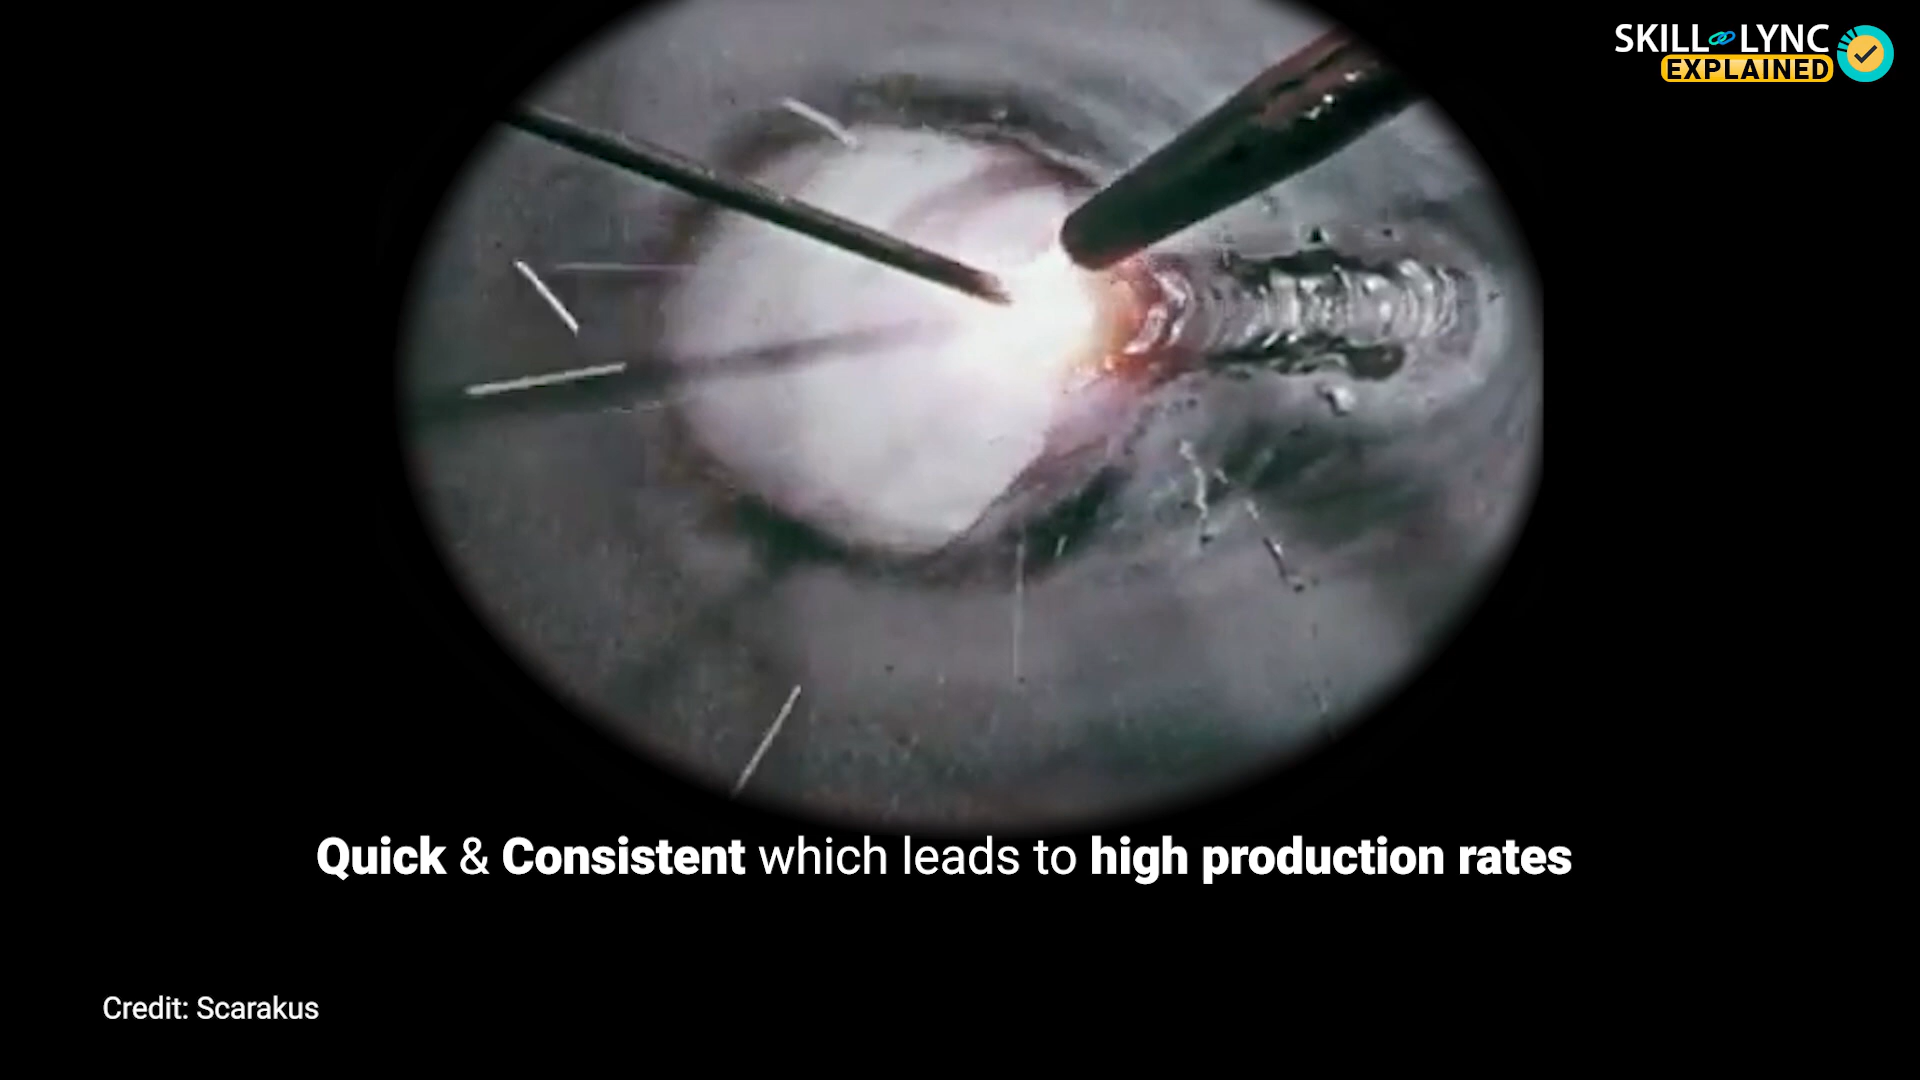 SKILL LYNC
EXPLAINED
Quick & Consistent which leads to high production rates
Credit: Scarakus